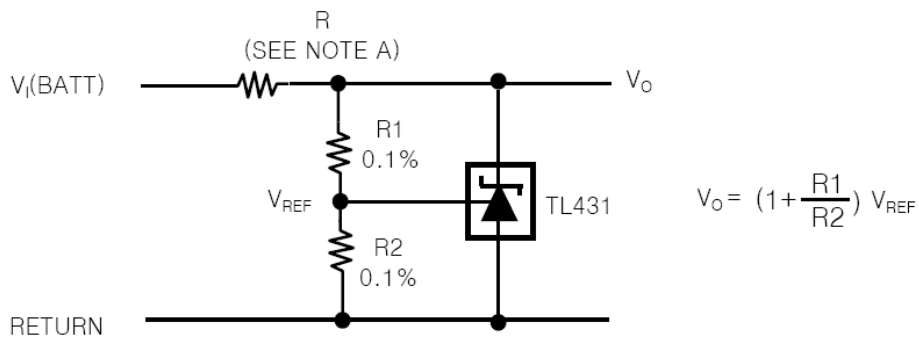 R
(SEE NOTE A)
V_I(BATT)
V_O
R1
0.1%
V_REF
TL431
V_O = (1+ R1/R2) V_REF
R2
0.1%
RETURN